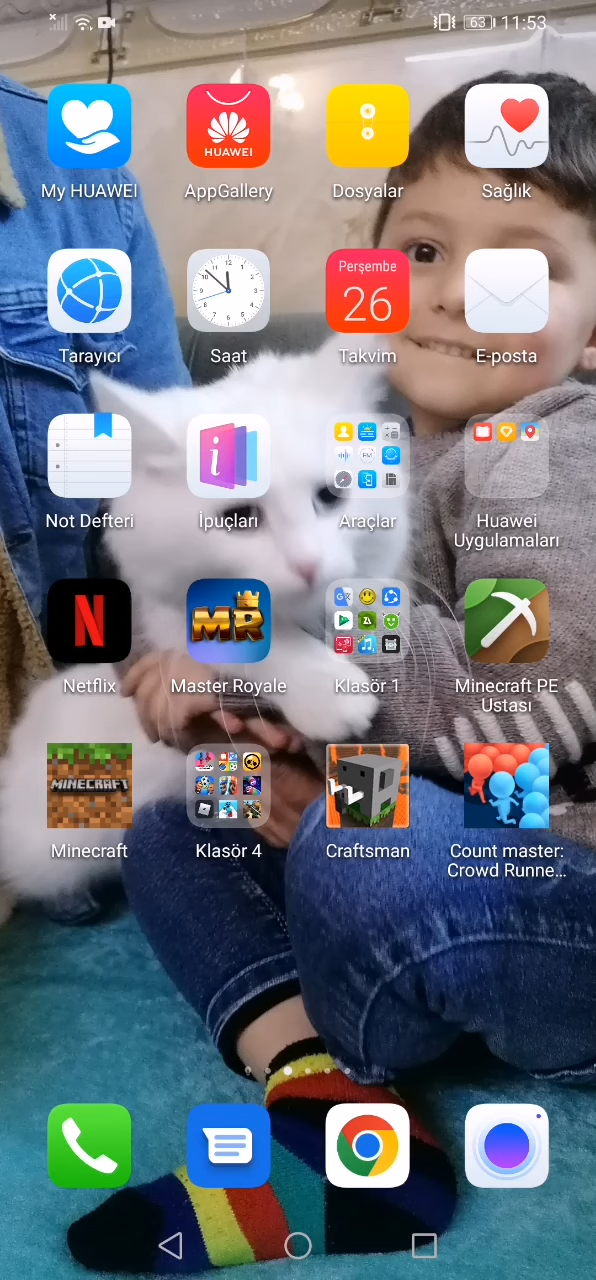 63 11:53
HUAWEI
My HUAWEI AppGallery Dosyalar Sağlık
Perşembe
26
Tarayıcı Saat Takvim E-posta
Not Defteri İpuçları Araçlar Huawei
Uygulamaları
N MR
Netflix Master Royale Klasör 1 Minecraft PE
Ustası
MINECRAFT
Minecraft Klasör 4 Craftsman Count master:
Crowd Runne...